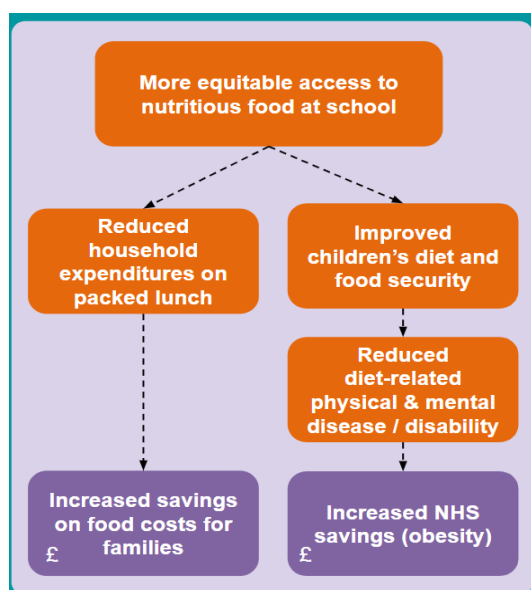 More equitable access to
nutritious food at school
Reduced
household
expenditures on
packed lunch
Improved
children’s diet and
food security
Reduced
diet-related
physical & mental
disease / disability
Increased savings
on food costs for
families
£
Increased NHS
savings (obesity)
£